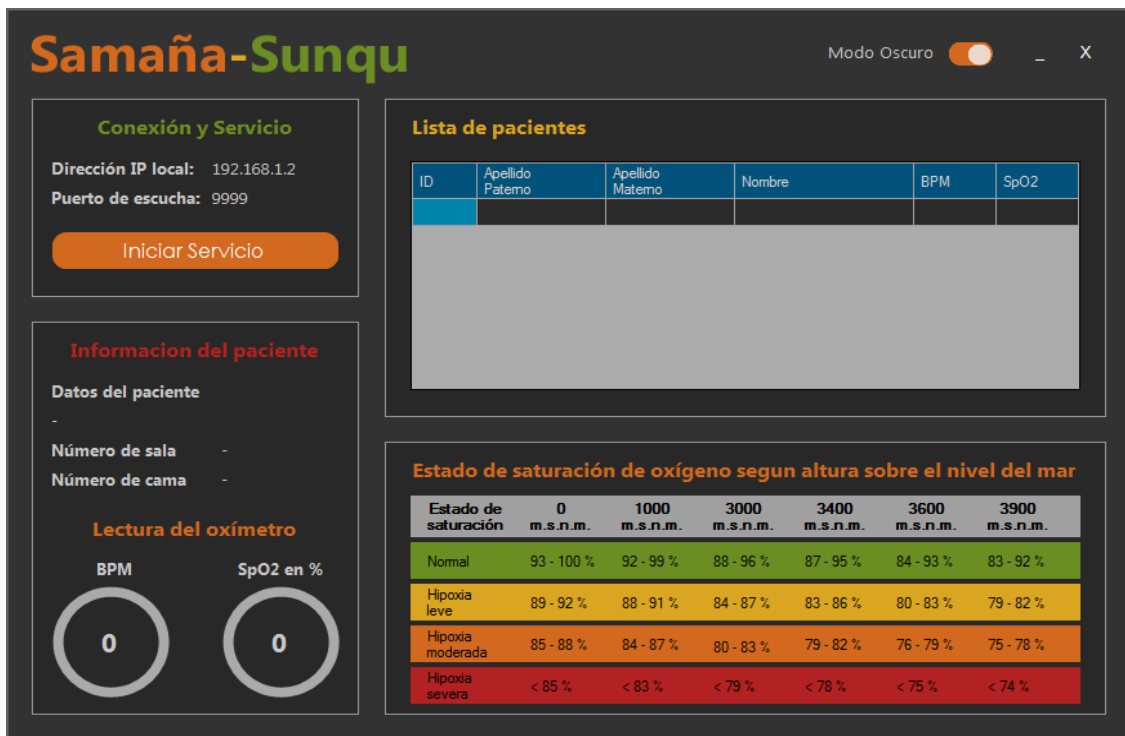 Samaña-Sunqu
Modo Oscuro
_ X
Conexión y Servicio
Dirección IP local: 192.168.1.2
Puerto de escucha: 9999
Iniciar Servicio
Informacion del paciente
Datos del paciente
-
Número de sala -
Número de cama -
Lectura del oxímetro
BPM SpO2 en %
0 0
Lista de pacientes
ID Apellido Paterno Apellido Materno Nombre BPM SpO2
Estado de saturación de oxígeno segun altura sobre el nivel del mar
Estado de saturación 0 m.s.n.m. 1000 m.s.n.m. 3000 m.s.n.m. 3400 m.s.n.m. 3600 m.s.n.m. 3900 m.s.n.m.
Normal 93 - 100 % 92 - 99 % 88 - 96 % 87 - 95 % 84 - 93 % 83 - 92 %
Hipoxia leve 89 - 92 % 88 - 91 % 84 - 87 % 83 - 86 % 80 - 83 % 79 - 82 %
Hipoxia moderada 85 - 88 % 84 - 87 % 80 - 83 % 79 - 82 % 76 - 79 % 75 - 78 %
Hipoxia severa < 85 % < 83 % < 79 % < 78 % < 75 % < 74 %